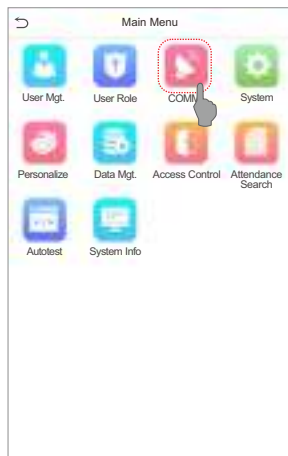 Main Menu
User Mgt.
User Role
COMM.
System
Personalize
Data Mgt.
Access Control
Attendance
Search
Autotest
System Info